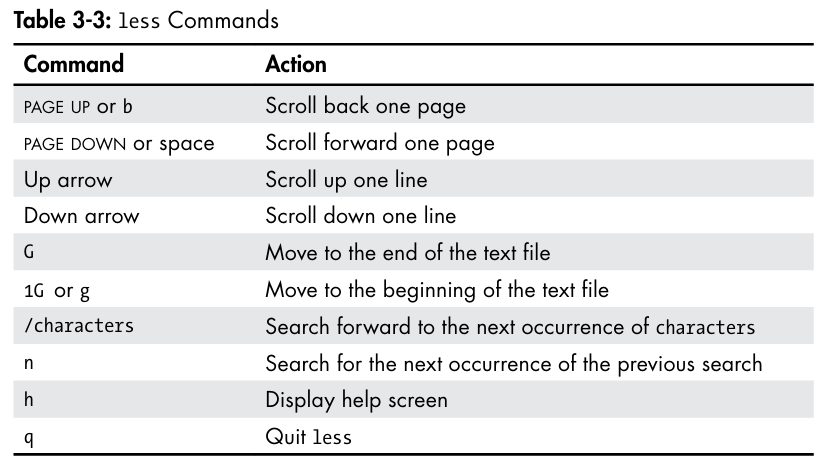 Table 3-3: less Commands
Command Action
PAGE UP or b Scroll back one page
PAGE DOWN or space Scroll forward one page
Up arrow Scroll up one line
Down arrow Scroll down one line
G Move to the end of the text file
1G or g Move to the beginning of the text file
/characters Search forward to the next occurrence of characters
n Search for the next occurrence of the previous search
h Display help screen
q Quit less